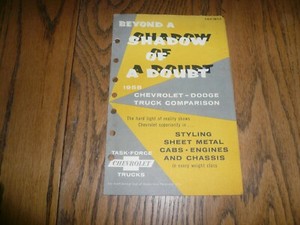 BEYOND A
SHADOW
OF
A DOUBT
CHEVROLET - DODGE
TRUCK COMPARISON
The hard light of reality shows
Chevrolet superiority in . . .
STYLING
SHEET METAL
CABS - ENGINES
AND CHASSIS
in every weight class
TASK-FORCE
CHEVROLET
TRUCKS